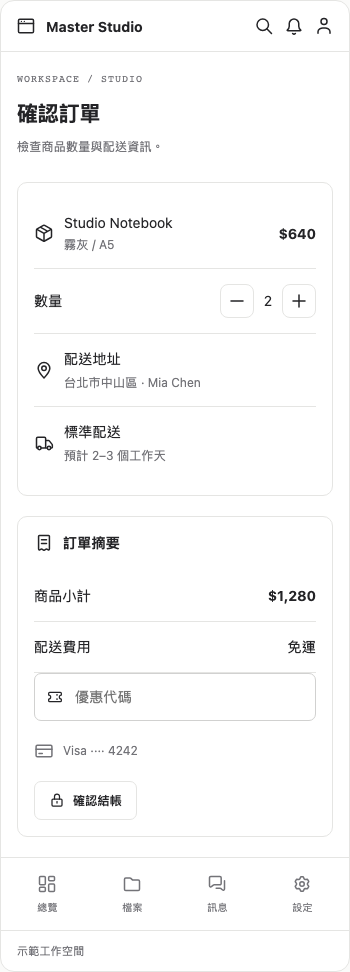 Master Studio
WORKSPACE / STUDIO
確認訂單
檢查商品數量與配送資訊。
Studio Notebook
霧灰 / A5
$640
數量
2
配送地址
台北市中山區 · Mia Chen
標準配送
預計 2–3 個工作天
訂單摘要
商品小計
$1,280
配送費用
免運
優惠代碼
Visa ···· 4242
確認結帳
總覽
檔案
訊息
設定
示範工作空間